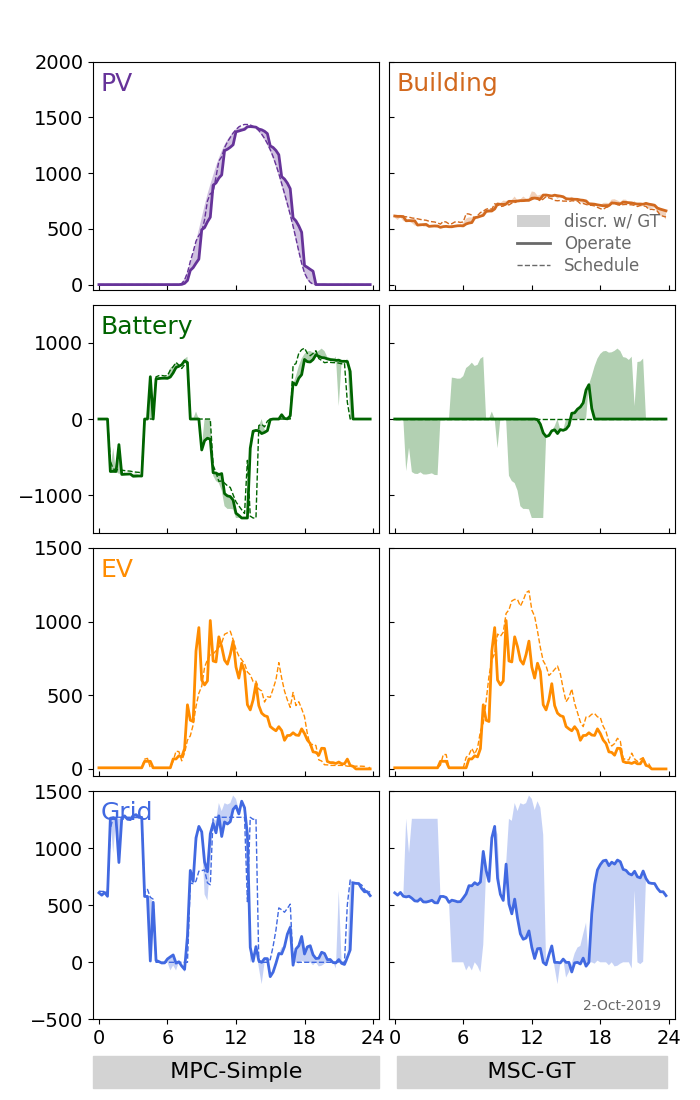 2000
1500
1000
500
0
PV
Building
discr. w/ GT
Operate
Schedule
1000
0
−1000
Battery
1500
1000
500
0
EV
1500
1000
500
0
−500
Grid
2-Oct-2019
0 6 12 18 24
0 6 12 18 24
MPC-Simple
MSC-GT